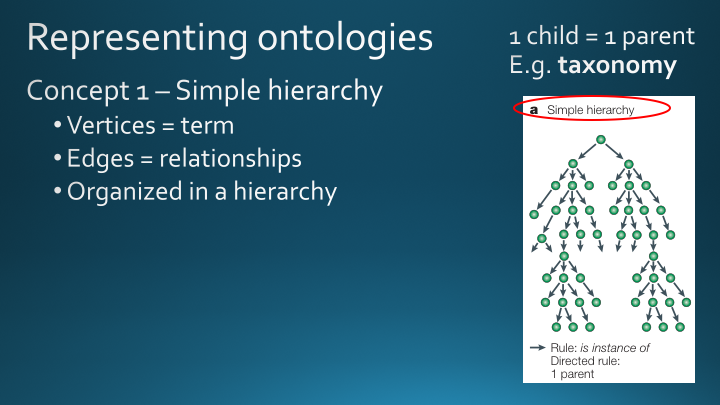 Representing ontologies
Concept 1 – Simple hierarchy
• Vertices = term
• Edges = relationships
• Organized in a hierarchy
1 child = 1 parent
E.g. taxonomy
a Simple hierarchy
Rule: is instance of
Directed rule:
1 parent